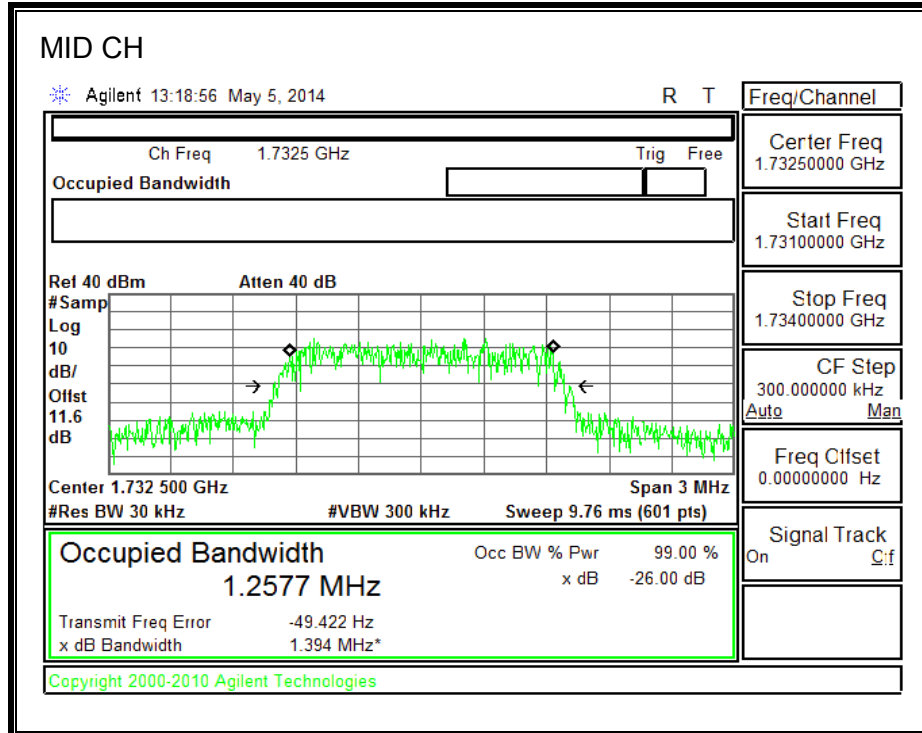 MID CH
Agilent 13:18:56 May 5, 2014 R T
Freq/Channel
Ch Freq 1.7325 GHz Trig Free
Occupied Bandwidth
Center Freq
1.73250000 GHz
Start Freq
1.73100000 GHz
Stop Freq
1.73400000 GHz
CF Step
300.000000 kHz
Auto Man
Freq Offset
0.00000000 Hz
Signal Track
On Off
Ref 40 dBm Atten 40 dB
#Samp
Log
10
dB/
Offst
11.6
dB
Center 1.732 500 GHz Span 3 MHz
#Res BW 30 kHz #VBW 300 kHz Sweep 9.76 ms (601 pts)
Occupied Bandwidth
1.2577 MHz
Occ BW % Pwr 99.00 %
x dB -26.00 dB
Transmit Freq Error -49.422 Hz
x dB Bandwidth 1.394 MHz*
Copyright 2000-2010 Agilent Technologies